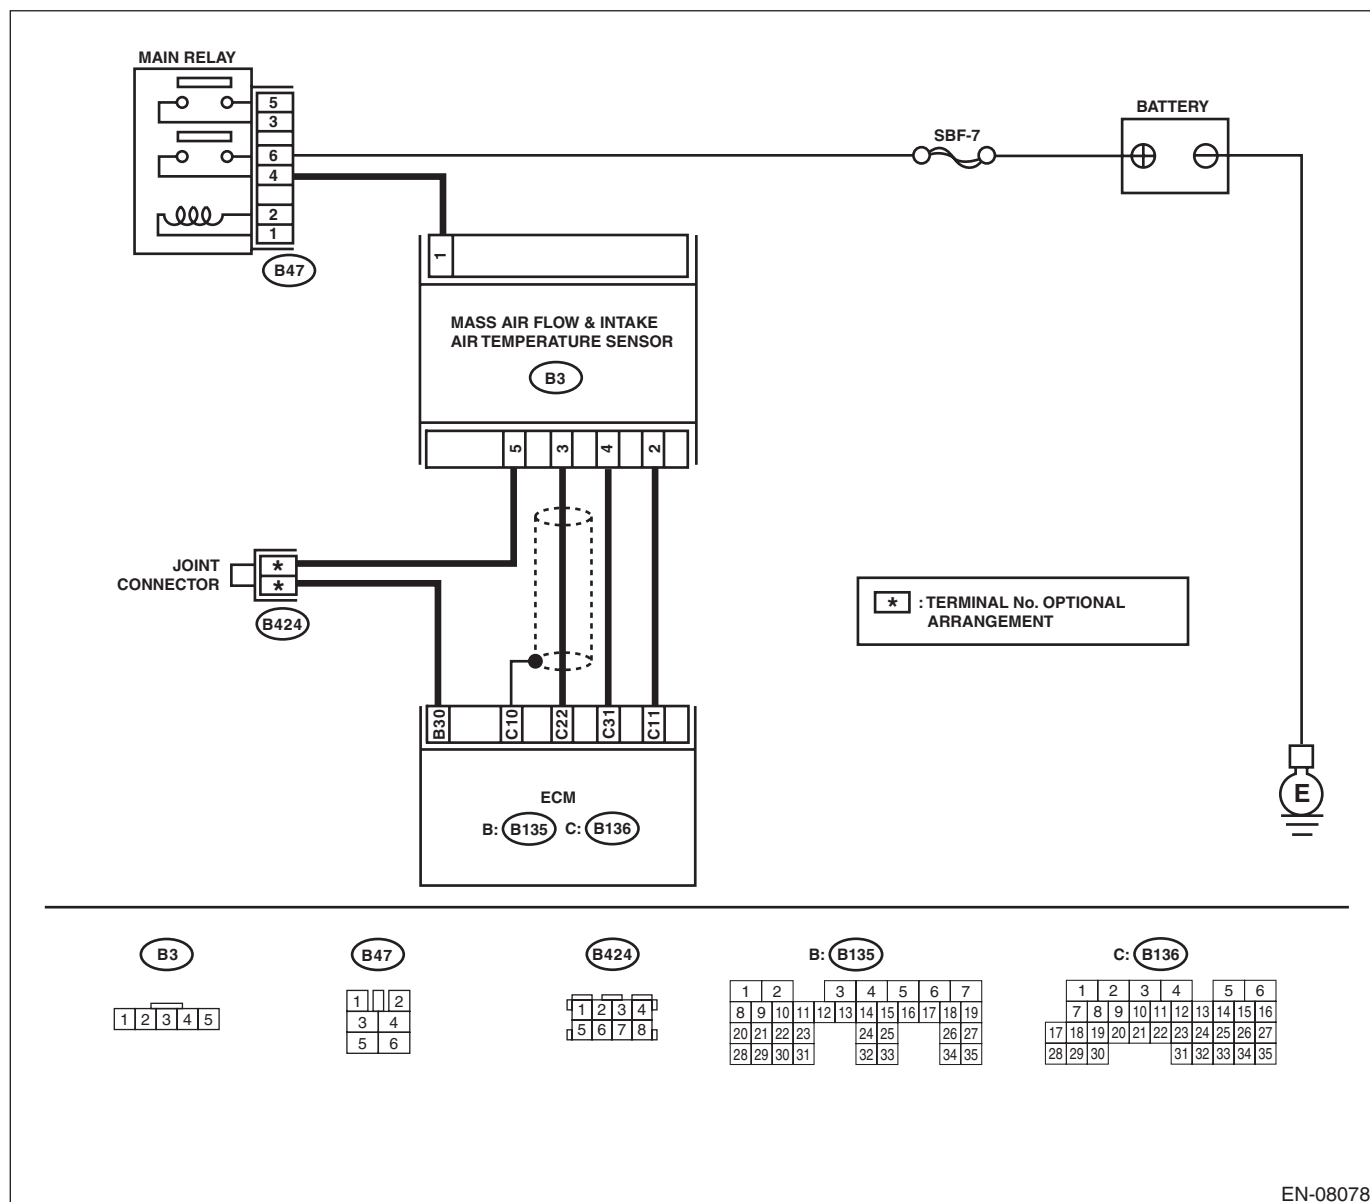 MAIN RELAY
5
3
6
4
2
1
B47
SBF-7
BATTERY
1
MASS AIR FLOW & INTAKE
AIR TEMPERATURE SENSOR
B3
5 3 4 2
JOINT
CONNECTOR
*
*
B424
* : TERMINAL No. OPTIONAL
ARRANGEMENT
B30 C10 C22 C31 C11
ECM
B: B135 C: B136
E
B3
1 2 3 4 5
B47
1 2
3 4
5 6
B424
1 2 3 4
5 6 7 8
B: B135
1 2 3 4 5 6 7
8 9 10 11 12 13 14 15 16 17 18 19
20 21 22 23 24 25 26 27
28 29 30 31 32 33 34 35
C: B136
1 2 3 4 5 6
7 8 9 10 11 12 13 14 15 16
17 18 19 20 21 22 23 24 25 26 27
28 29 30 31 32 33 34 35
EN-08078